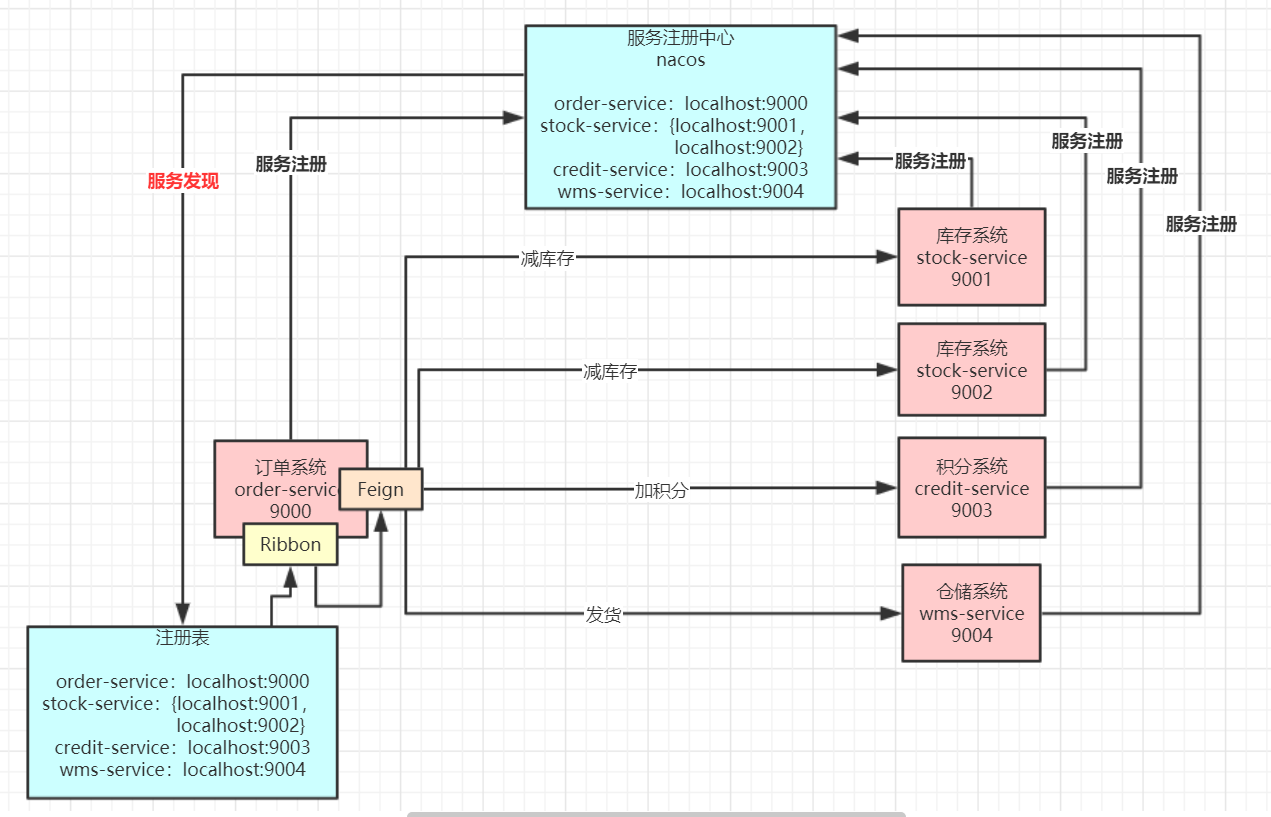 服务注册中心
nacos
order-service：localhost:9000
stock-service：{localhost:9001，
localhost:9002}
credit-service：localhost:9003
wms-service：localhost:9004
服务发现
服务注册
服务注册
服务注册
服务注册
服务注册
减库存
库存系统
stock-service
9001
减库存
库存系统
stock-service
9002
订单系统
order-servic
9000
Feign
Ribbon
加积分
积分系统
credit-service
9003
发货
仓储系统
wms-service
9004
注册表
order-service：localhost:9000
stock-service：{localhost:9001，
localhost:9002}
credit-service：localhost:9003
wms-service：localhost:9004